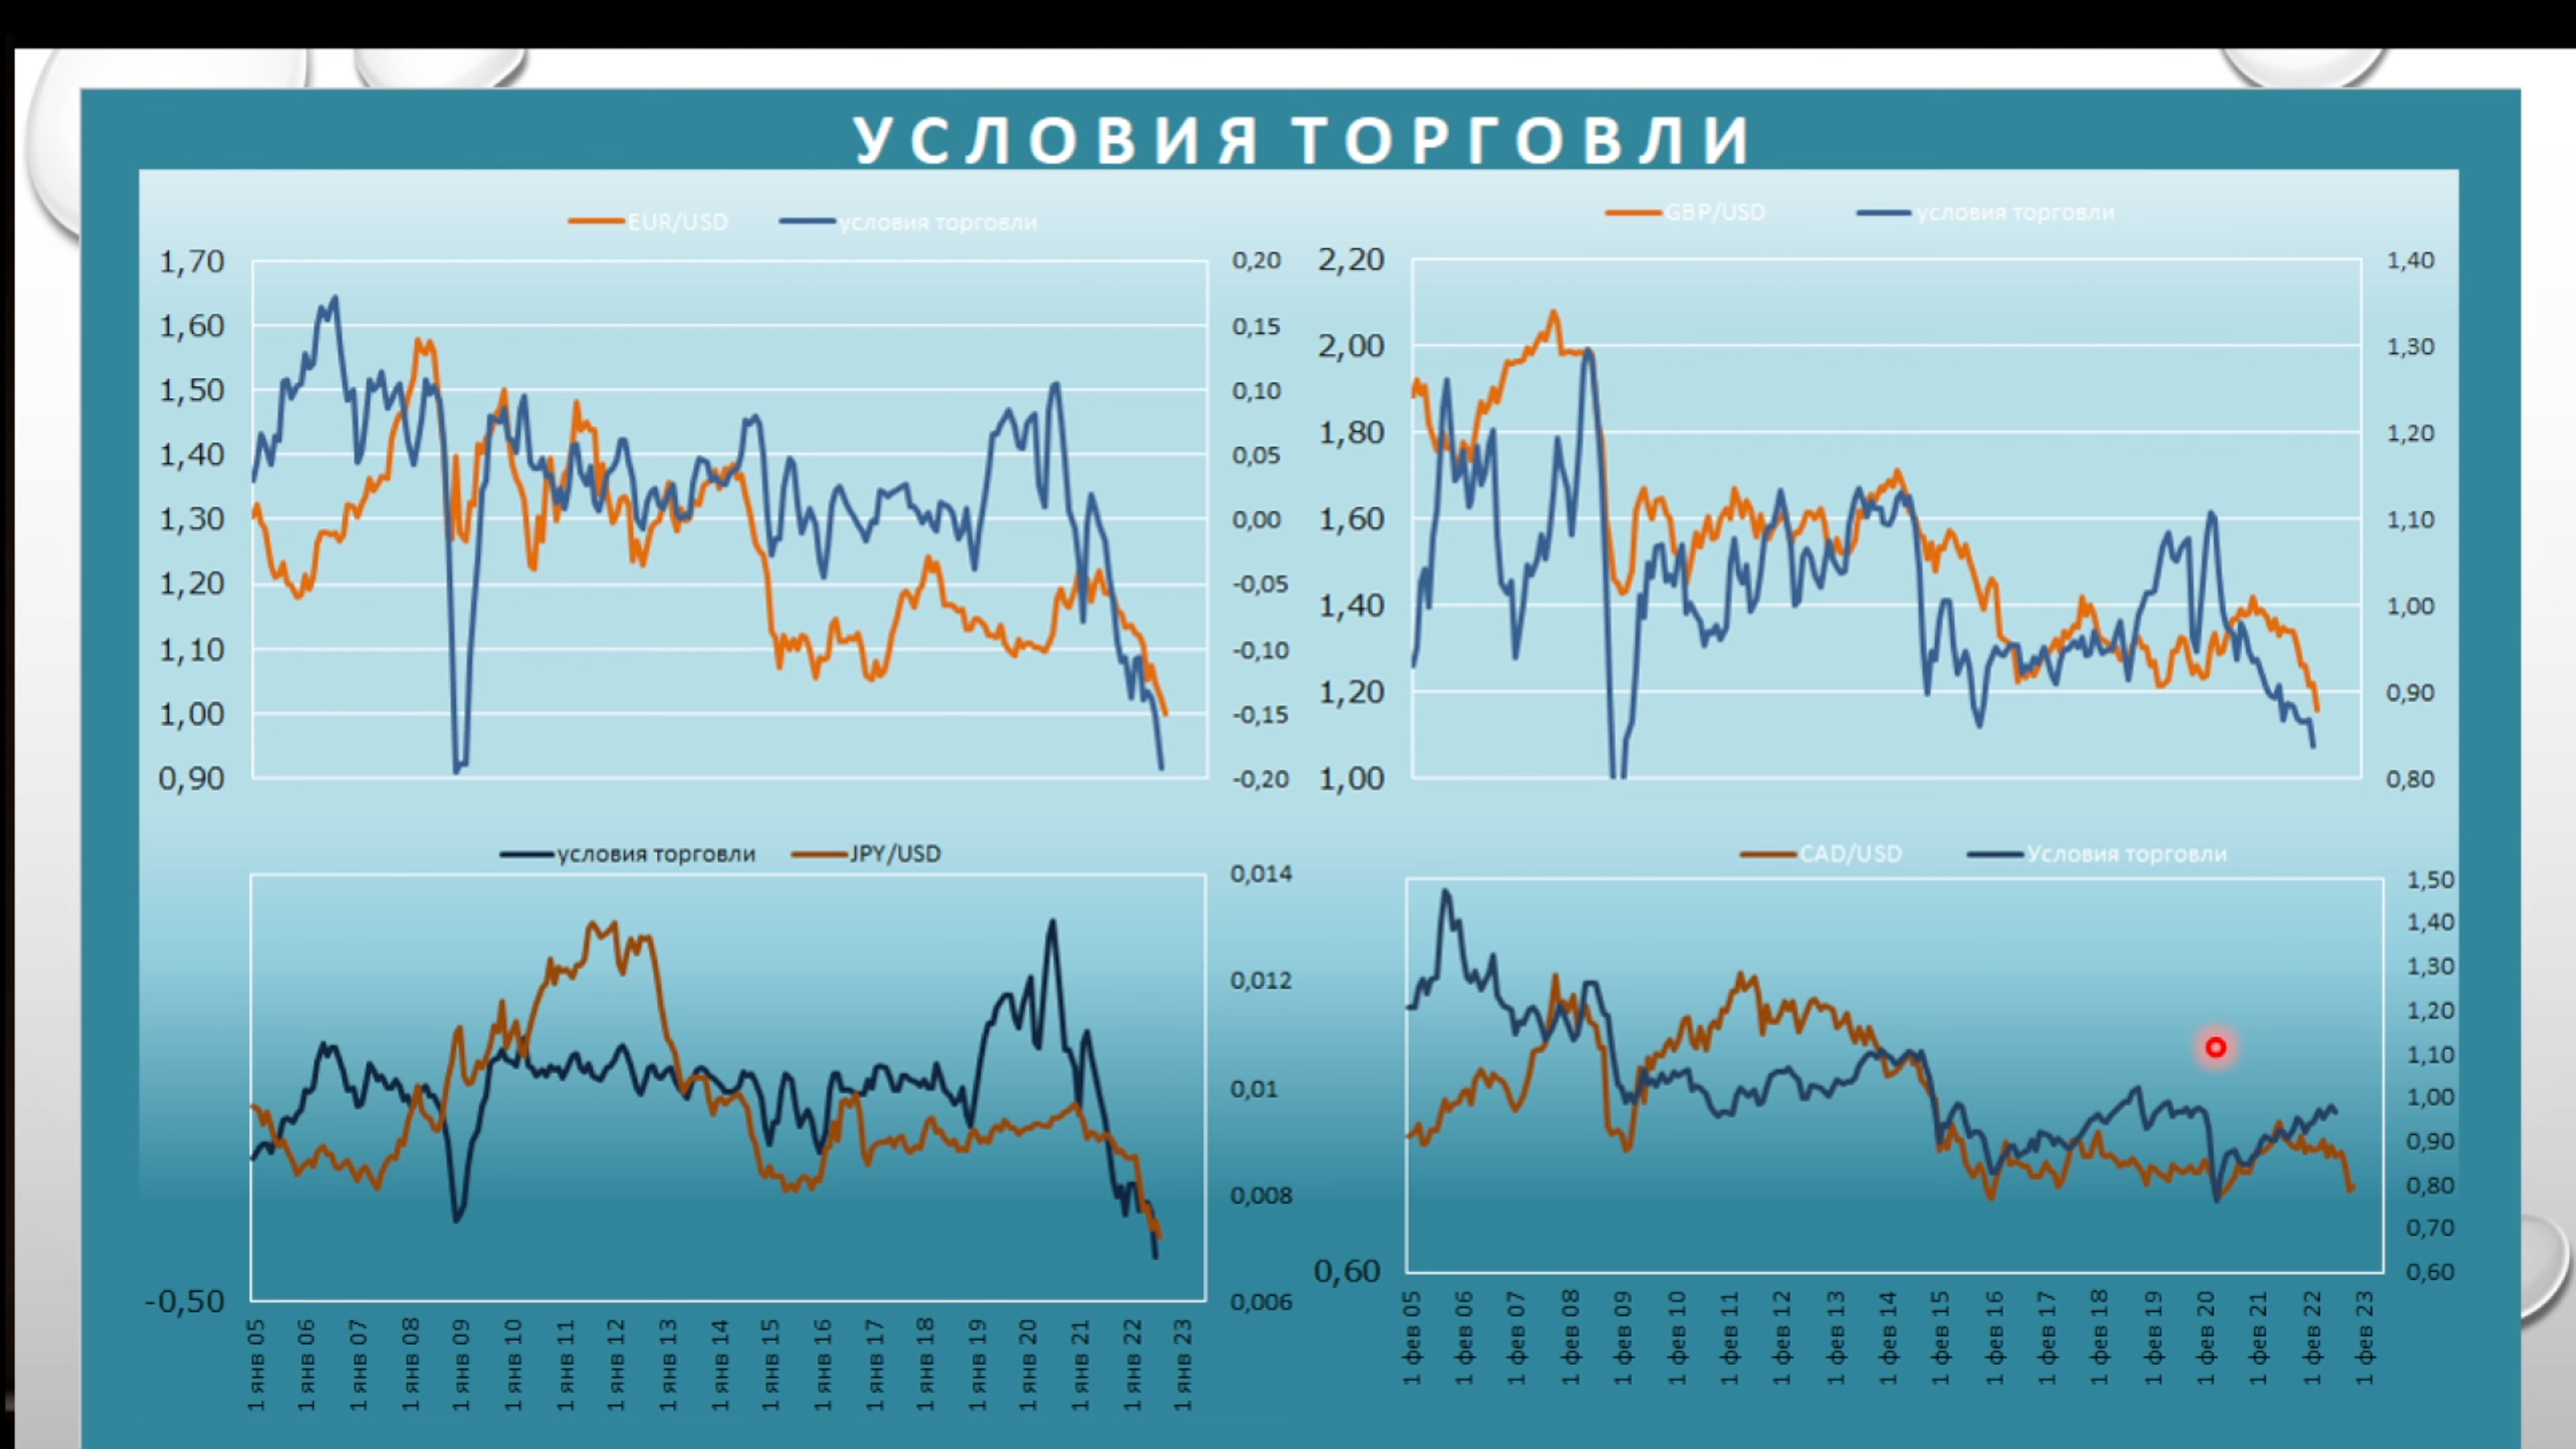 УСЛОВИЯ ТОРГОВЛИ
EUR/USD условия торговли
1,70
1,60
1,50
1,40
1,30
1,20
1,10
1,00
0,90
0,20
0,15
0,10
0,05
0,00
-0,05
-0,10
-0,15
-0,20
GBP/USD условия торговли
2,20
2,00
1,80
1,60
1,40
1,20
1,00
1,40
1,30
1,20
1,10
1,00
0,90
0,80
условия торговли JPY/USD
-0,50
0,014
0,012
0,01
0,008
0,006
1 янв 05
1 янв 06
1 янв 07
1 янв 08
1 янв 09
1 янв 10
1 янв 11
1 янв 12
1 янв 13
1 янв 14
1 янв 15
1 янв 16
1 янв 17
1 янв 18
1 янв 19
1 янв 20
1 янв 21
1 янв 22
1 янв 23
CAD/USD Условия торговли
0,60
1,50
1,40
1,30
1,20
1,10
1,00
0,90
0,80
0,70
0,60
1 фев 05
1 фев 06
1 фев 07
1 фев 08
1 фев 09
1 фев 10
1 фев 11
1 фев 12
1 фев 13
1 фев 14
1 фев 15
1 фев 16
1 фев 17
1 фев 18
1 фев 19
1 фев 20
1 фев 21
1 фев 22
1 фев 23